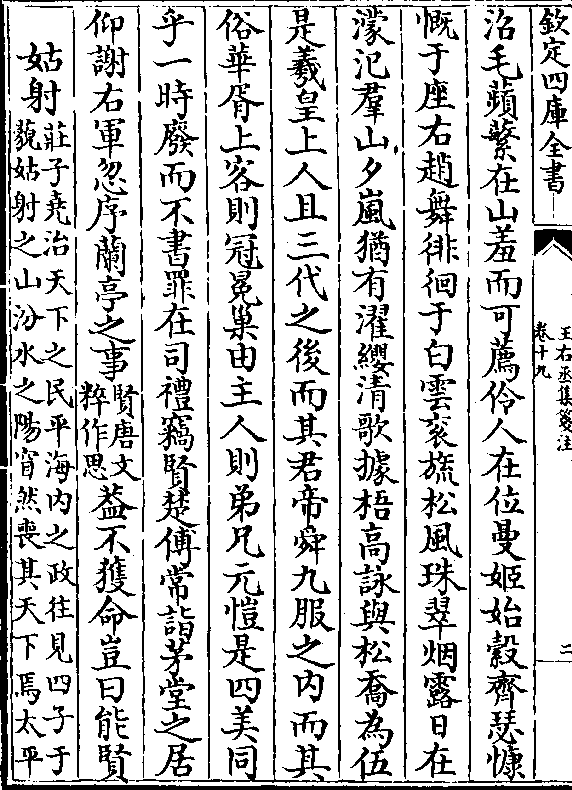 欽定四庫全書
王右丞集箋注
卷十九
二
沼毛蘋蘩在山羞而可薦伶人在位曼姬始縠齊瑟慷
慨于座右趙舞徘徊于白雲衮旒松風珠翠烟露日在
濛汜羣山夕嵐猶有濯纓清歌據梧高詠與松喬為伍
是羲皇上人且三代之後而其君帝舜九服之内而其
俗華胥上客則冠冕巢由主人則弟兄元愷是四美同
乎一時廢而不書罪在司禮竊賢楚傅常詣茅堂之居
仰謝右軍忽序蘭亭之事賢唐文
粹作思葢不獲命豈曰能賢
姑射莊子堯治天下之民平海内之政往見四子于
藐姑射之山汾水之陽窅然喪其天下焉太平